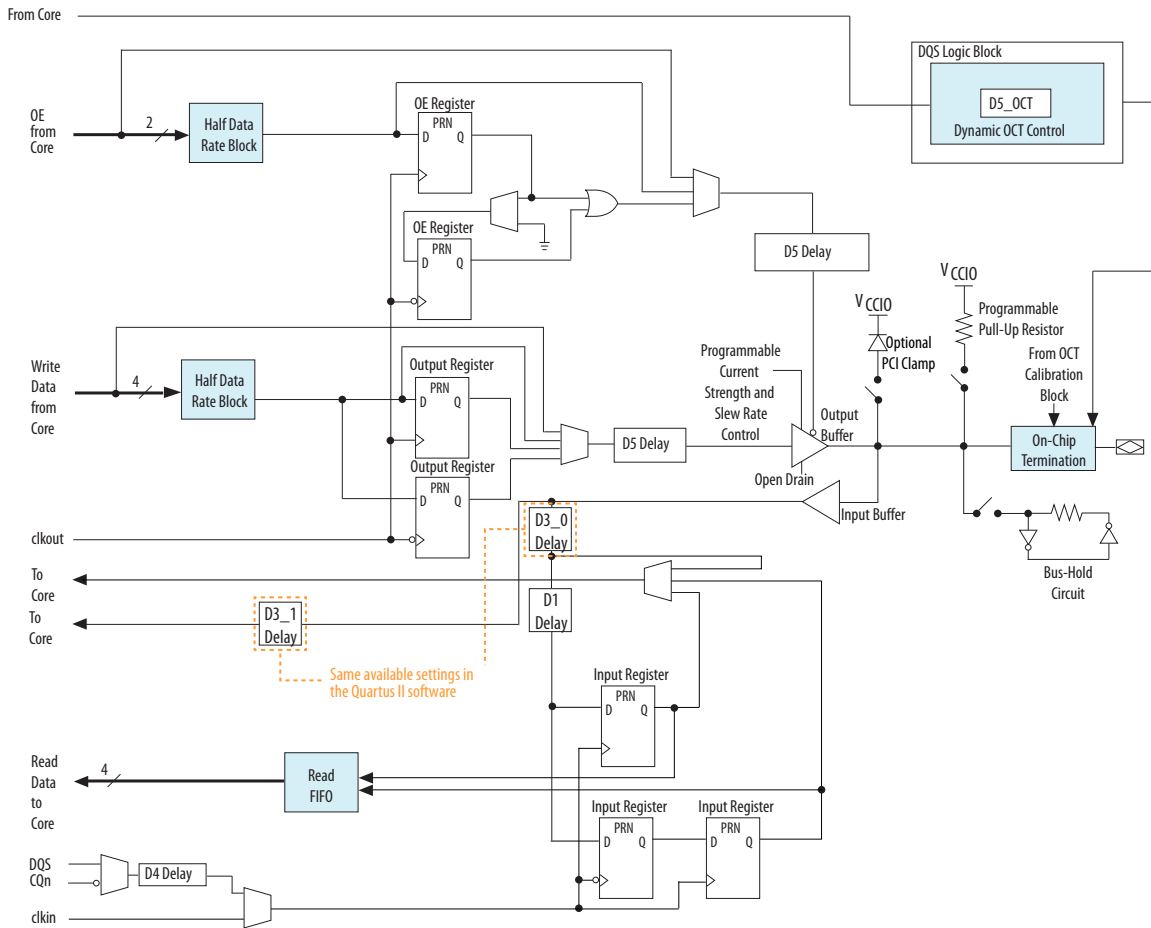 From Core
DQS Logic Block
D5_OCT
Dynamic OCT Control
OE
from
Core
2
Half Data
Rate Block
OE Register
PRN
D
Q
OE Register
PRN
D
Q
D5 Delay
V CCIO
Programmable
Pull-Up Resistor
V CCIO
Optional
PCI Clamp
From OCT
Calibration
Block
Write
Data
from
Core
4
Half Data
Rate Block
Output Register
PRN
D
Q
Output Register
PRN
D
Q
D5 Delay
Programmable
Current
Strength and
Slew Rate
Control
Output
Buffer
Open Drain
On-Chip
Termination
Input Buffer
Bus-Hold
Circuit
clkout
D3_0
Delay
To
Core
To
Core
D3_1
Delay
D1
Delay
Same available settings in
the Quartus II software
Input Register
PRN
D
Q
Read
Data
to
Core
4
Read
FIFO
Input Register
PRN
D
Q
Input Register
PRN
D
Q
DQS
CQn
D4 Delay
clkin